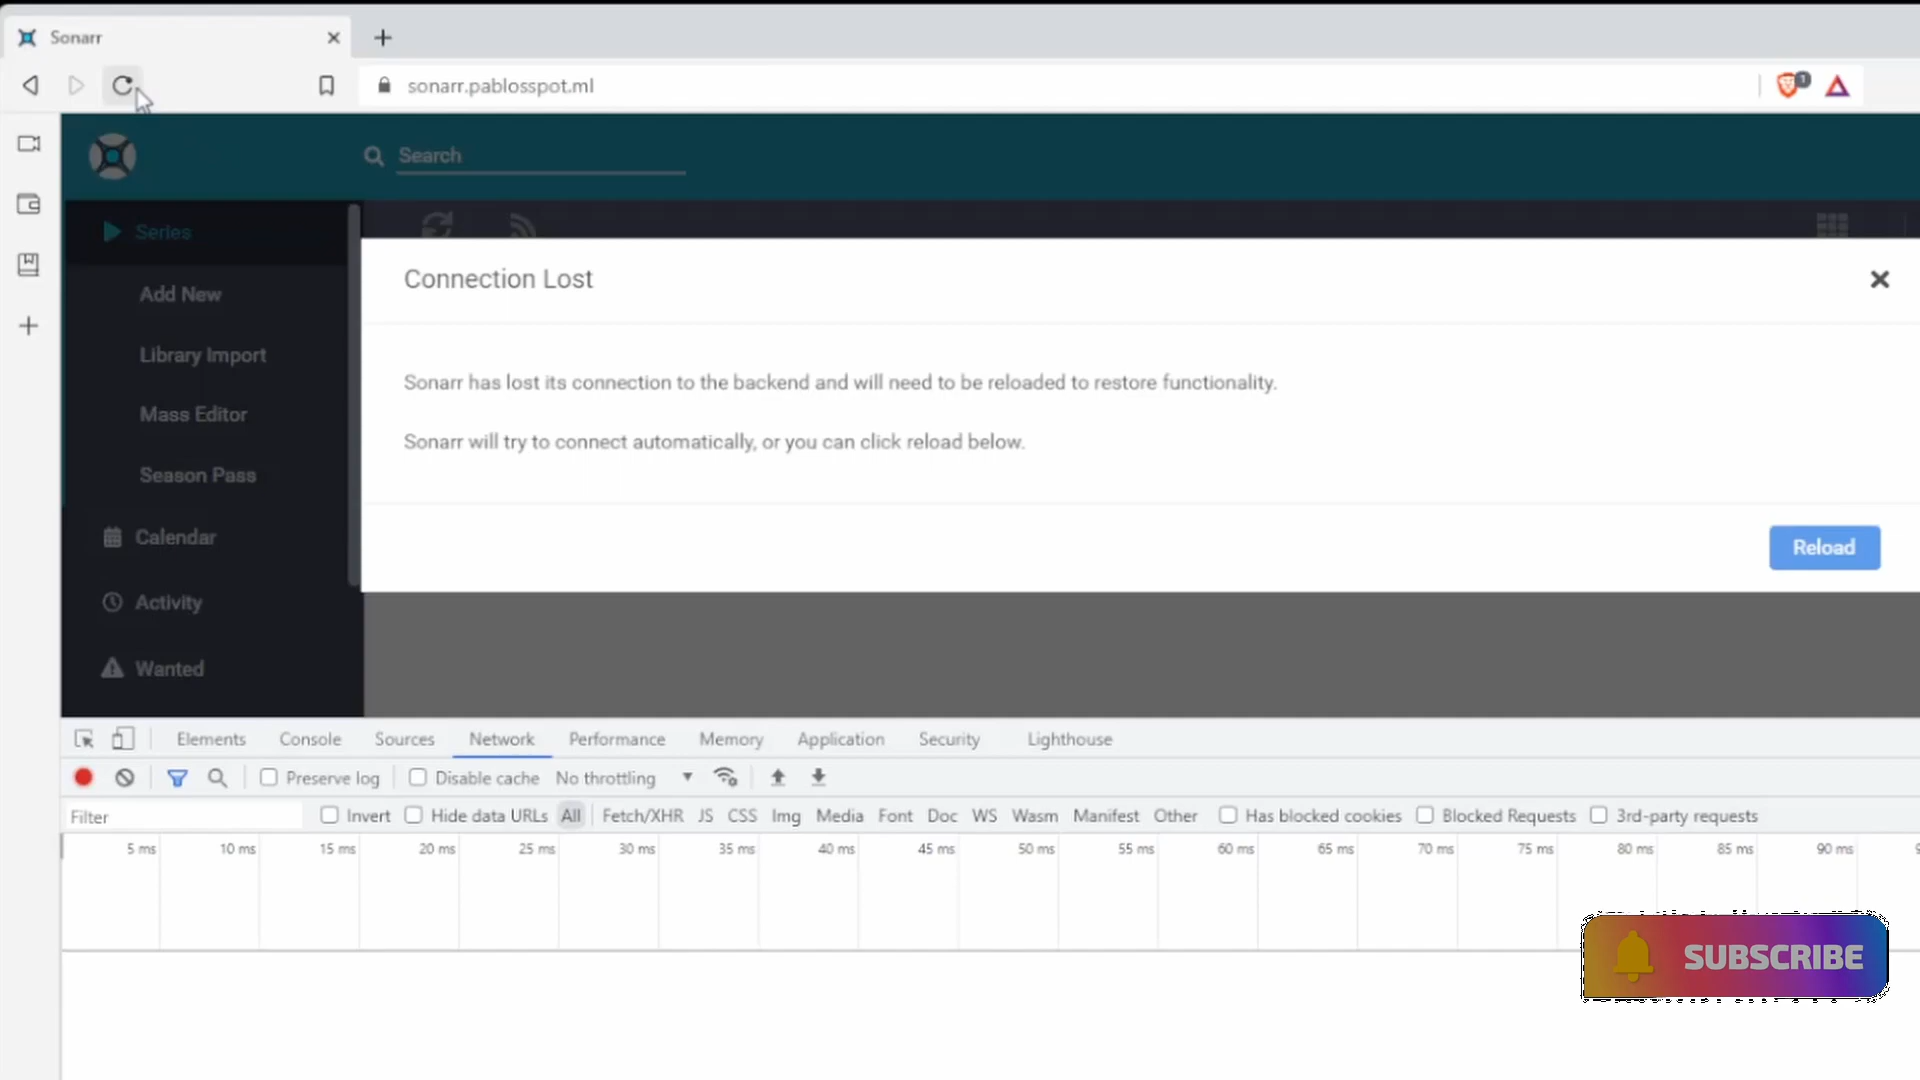 Sonarr
sonarr.pablosspot.ml
1
Search
Series
Add New
Library Import
Mass Editor
Season Pass
Calendar
Activity
Wanted
Connection Lost
Sonarr has lost its connection to the backend and will need to be reloaded to restore functionality.
Sonarr will try to connect automatically, or you can click reload below.
Reload
Elements Console Sources Network Performance Memory Application Security Lighthouse
Preserve log Disable cache No throttling
Filter Invert Hide data URLs All Fetch/XHR JS CSS Img Media Font Doc WS Wasm Manifest Other Has blocked cookies Blocked Requests 3rd-party requests
5 ms 10 ms 15 ms 20 ms 25 ms 30 ms 35 ms 40 ms 45 ms 50 ms 55 ms 60 ms 65 ms 70 ms 75 ms 80 ms 85 ms 90 ms
SUBSCRIBE